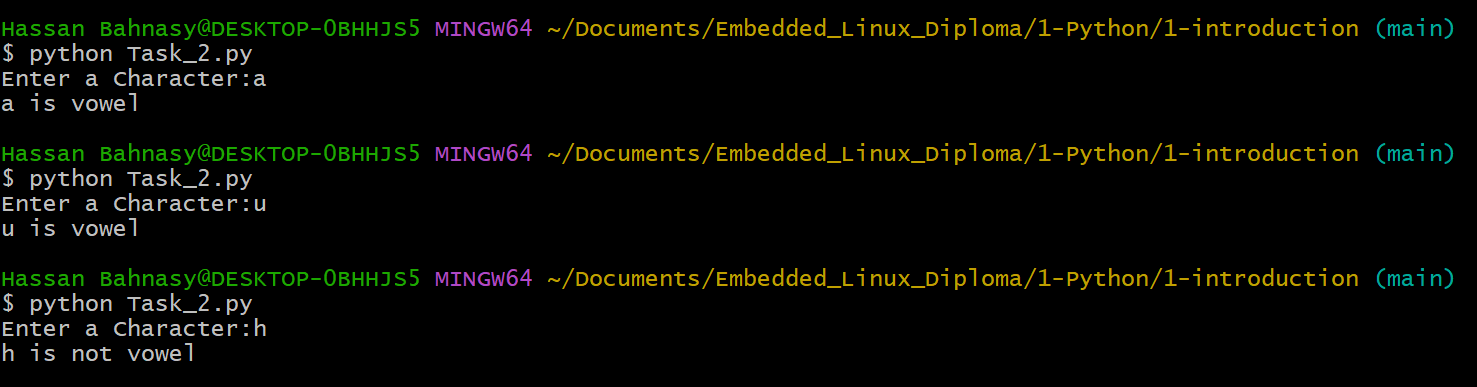 Hassan Bahnasy@DESKTOP-0BHHJS5 MINGW64 ~/Documents/Embedded_Linux_Diploma/1-Python/1-introduction (main)
$ python Task_2.py
Enter a Character:a
a is vowel
Hassan Bahnasy@DESKTOP-0BHHJS5 MINGW64 ~/Documents/Embedded_Linux_Diploma/1-Python/1-introduction (main)
$ python Task_2.py
Enter a Character:u
u is vowel
Hassan Bahnasy@DESKTOP-0BHHJS5 MINGW64 ~/Documents/Embedded_Linux_Diploma/1-Python/1-introduction (main)
$ python Task_2.py
Enter a Character:h
h is not vowel